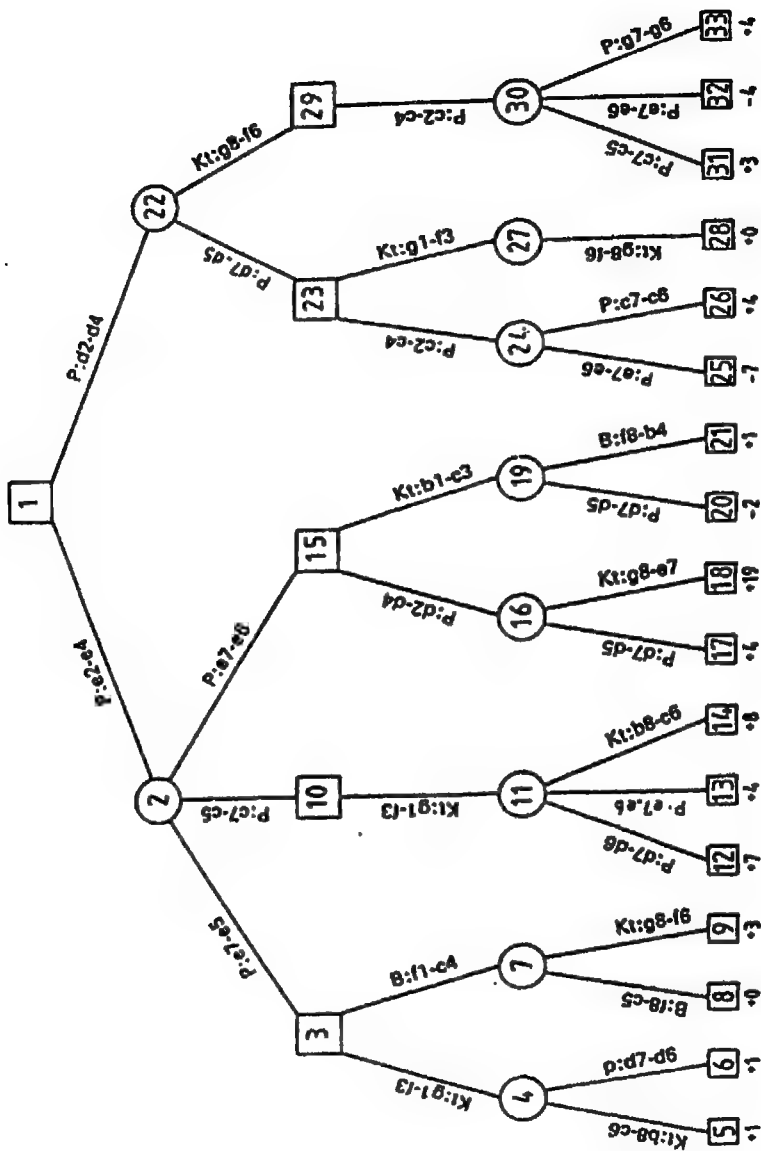 1
P:e2-e4
P:d2-d4
2
22
P:e7-e5
P:c7-c5
P:d7-d5
Kt:g8-f6
3
10
15
23
29
Kt:g1-f3
B:f1-c4
Kt:g1-f3
P:d2-d4
Kt:b1-c3
P:c2-c4
Kt:g1-f3
P:c2-c4
4
7
11
16
19
24
27
30
Kt:b8-c6
p:d7-d6
B:f8-c5
Kt:g8-f6
P:d7-d6
P:e7-e6
Kt:b8-c6
P:d7-d5
Kt:g8-e7
P:d7-d5
B:f8-b4
P:e7-e6
P:c7-c6
Kt:g8-f6
P:c7-c5
P:e7-e6
P:g7-g6
5
6
8
9
12
13
14
17
18
20
21
25
26
28
31
32
33
+1
+1
+0
+3
+7
+4
+8
+4
+19
-2
+1
-7
+4
+0
+3
-4
+4